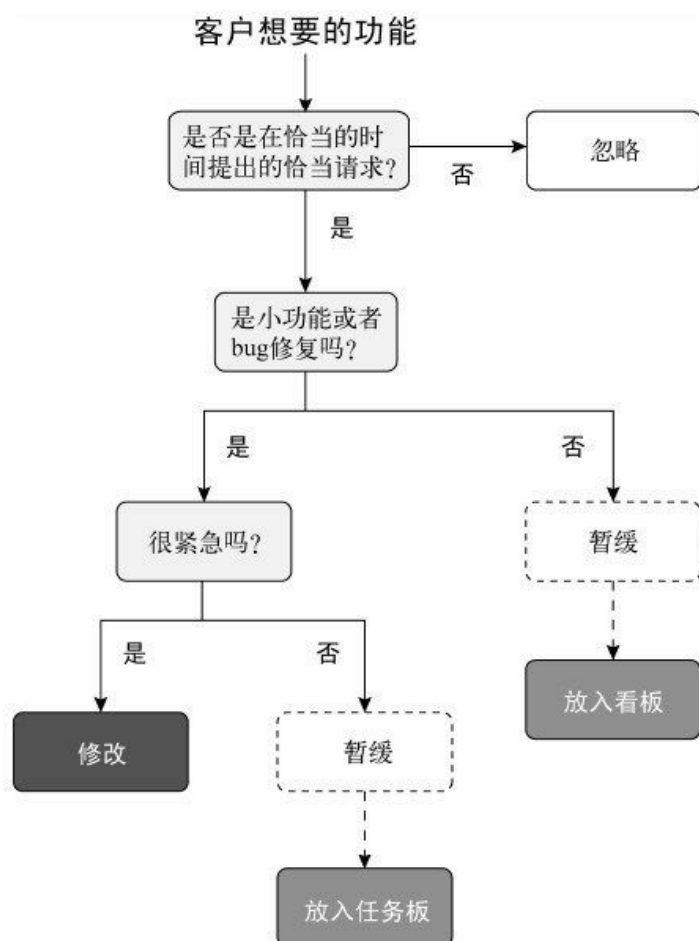 客户想要的功能
是否是在恰当的时
间提出的恰当请求?
忽略
否
是
是小功能或者
bug修复吗?
是
否
很紧急吗?
暂缓
是
否
放入看板
修改
暂缓
放入任务板